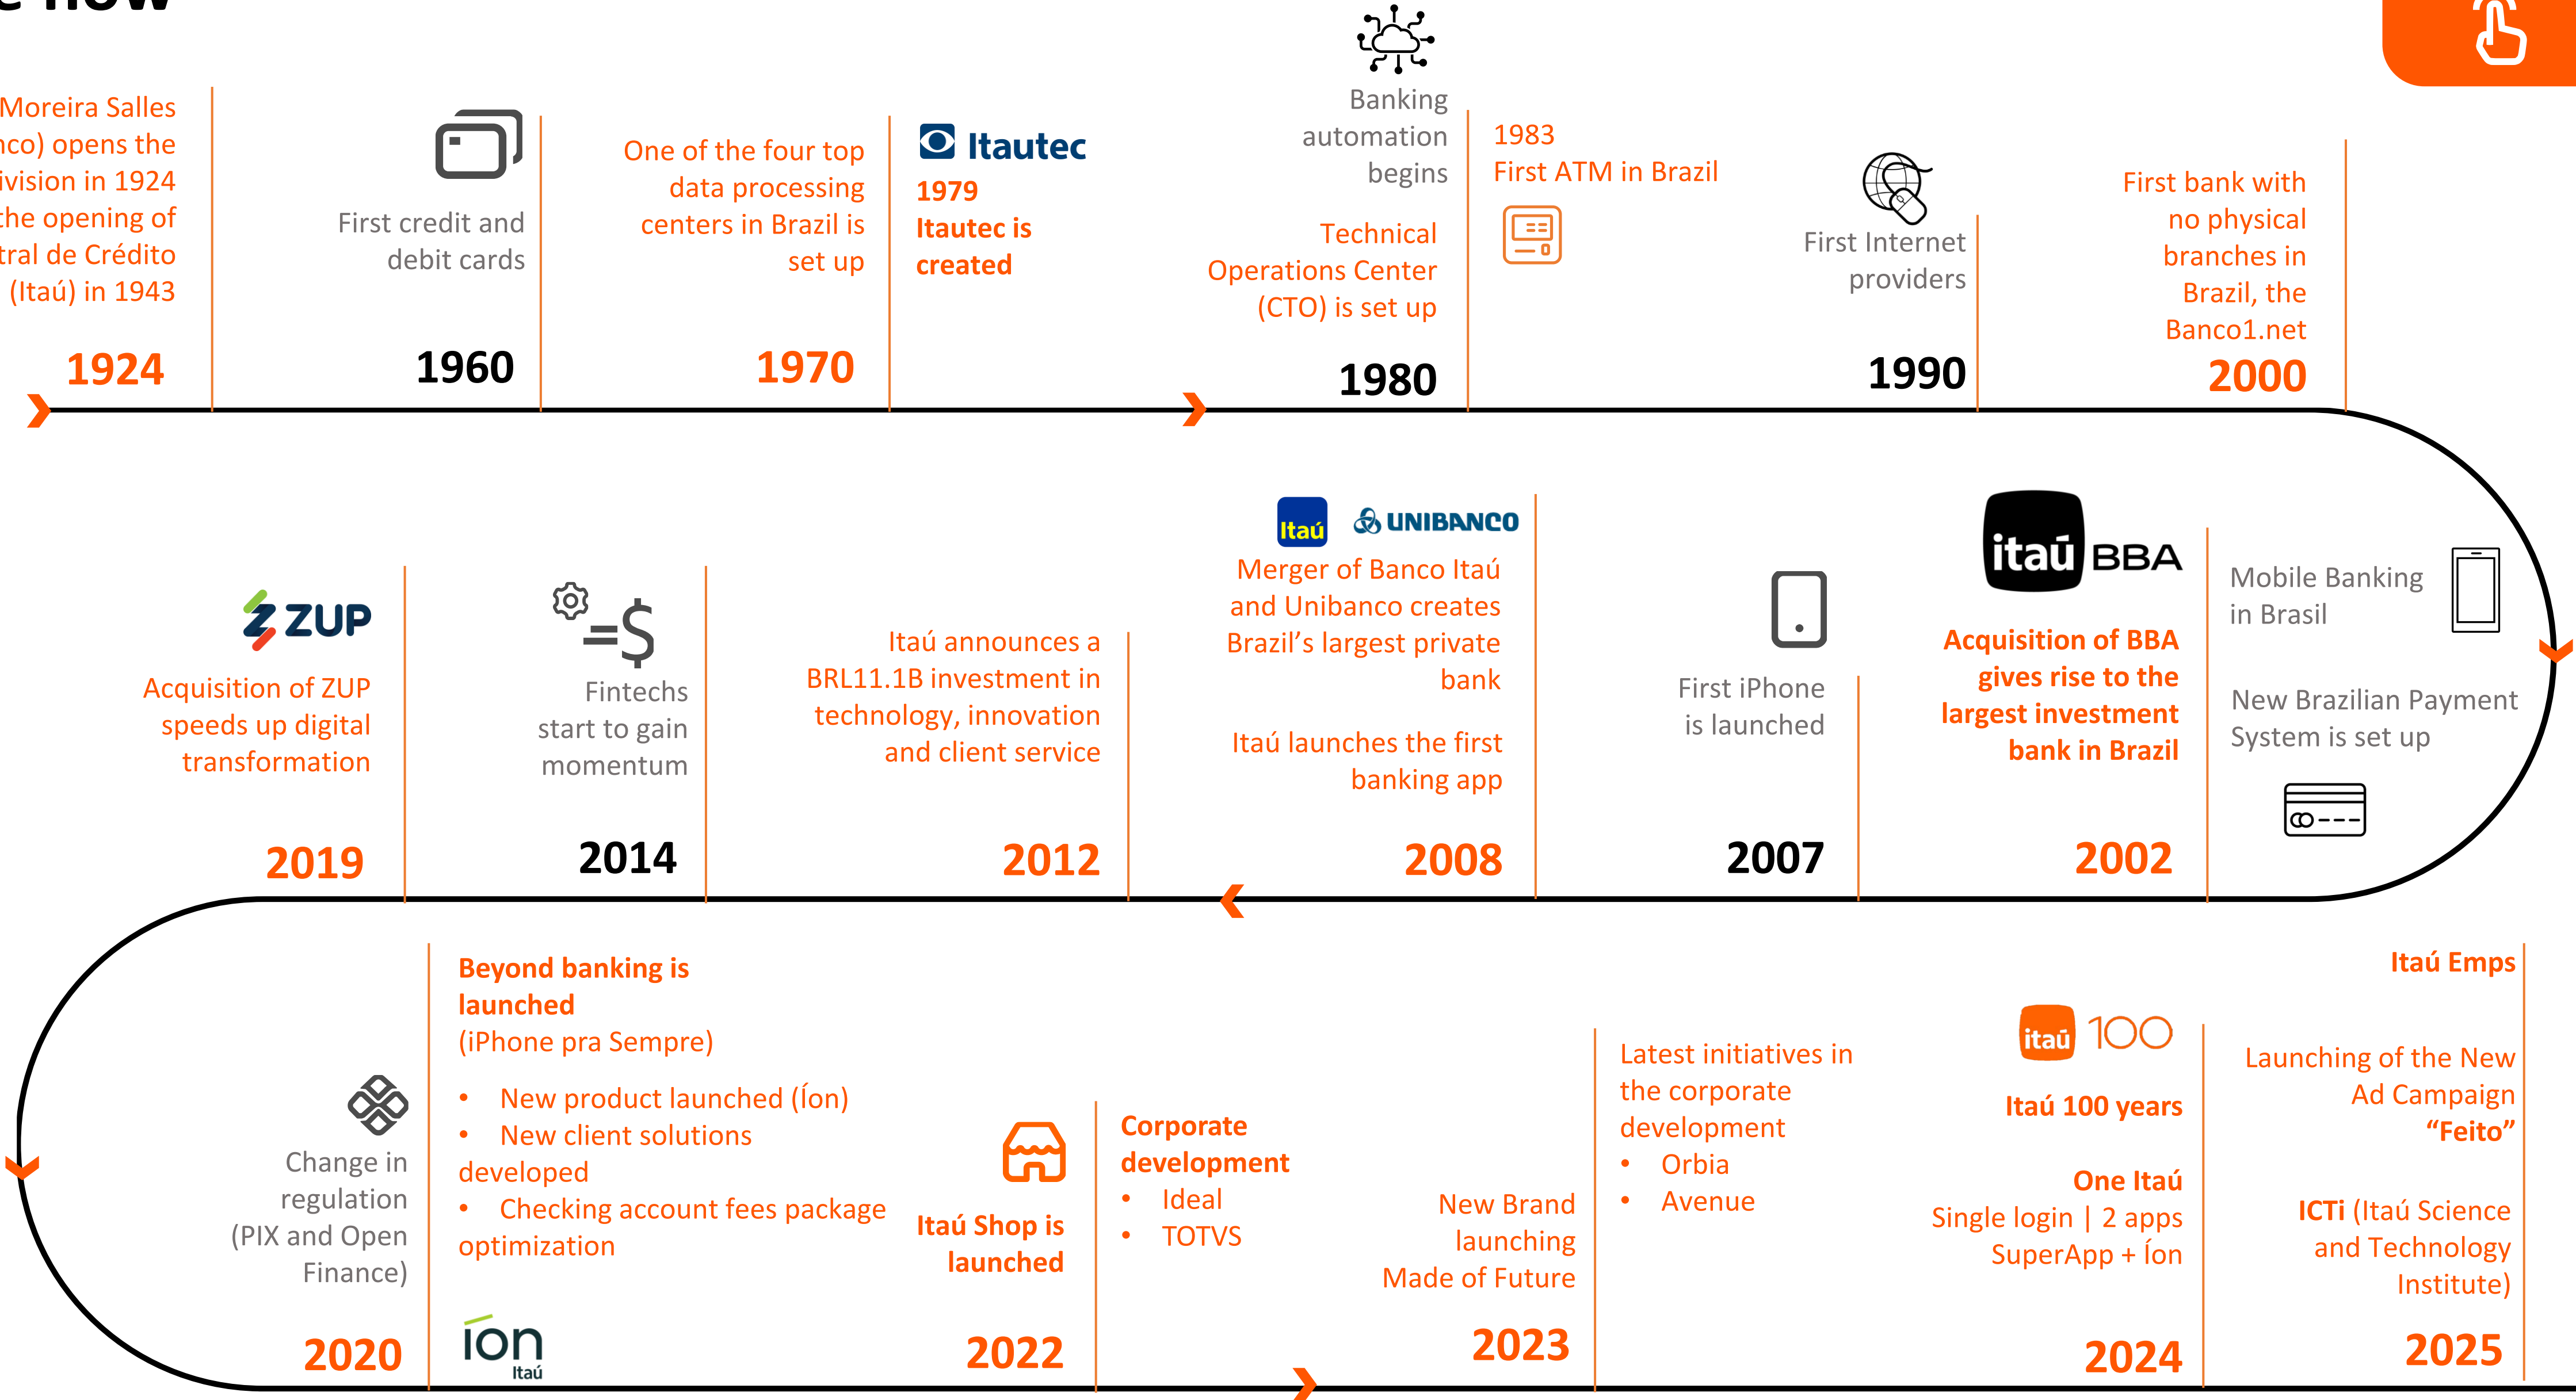 now
Moreira Salles
opens the
in 1924
the opening of
de Crédito
(Itaú) in 1943
1924
First credit and
debit cards
1960
One of the four top
data processing
centers in Brazil is
set up
1970
Itautec
1979
Itautec is
created
Banking
automation
begins
Technical
Operations Center
(CTO) is set up
1980
1983
First ATM in Brazil
First Internet
providers
1990
First bank with
no physical
branches in
Brazil, the
Banco1.net
2000
Mobile Banking
in Brasil
New Brazilian Payment
System is set up
itaú BBA
Acquisition of BBA
gives rise to the
largest investment
bank in Brazil
2002
First iPhone
is launched
2007
Itaú UNIBANCO
Merger of Banco Itaú
and Unibanco creates
Brazil’s largest private
bank
Itaú launches the first
banking app
2008
Itaú announces a
BRL11.1B investment in
technology, innovation
and client service
2012
=$
Fintechs
start to gain
momentum
2014
ZUP
Acquisition of ZUP
speeds up digital
transformation
2019
Change in
regulation
(PIX and Open
Finance)
2020
Beyond banking is
launched
(iPhone pra Sempre)
• New product launched (Íon)
• New client solutions
developed
• Checking account fees package
optimization
íon
Itaú
Itaú Shop is
launched
2022
Corporate
development
• Ideal
• TOTVS
New Brand
launching
Made of Future
2023
Latest initiatives in
the corporate
development
• Orbia
• Avenue
itaú 100
Itaú 100 years
One Itaú
Single login | 2 apps
SuperApp + Íon
2024
Itaú Emps
Launching of the New
Ad Campaign
“Feito”
ICTi (Itaú Science
and Technology
Institute)
2025